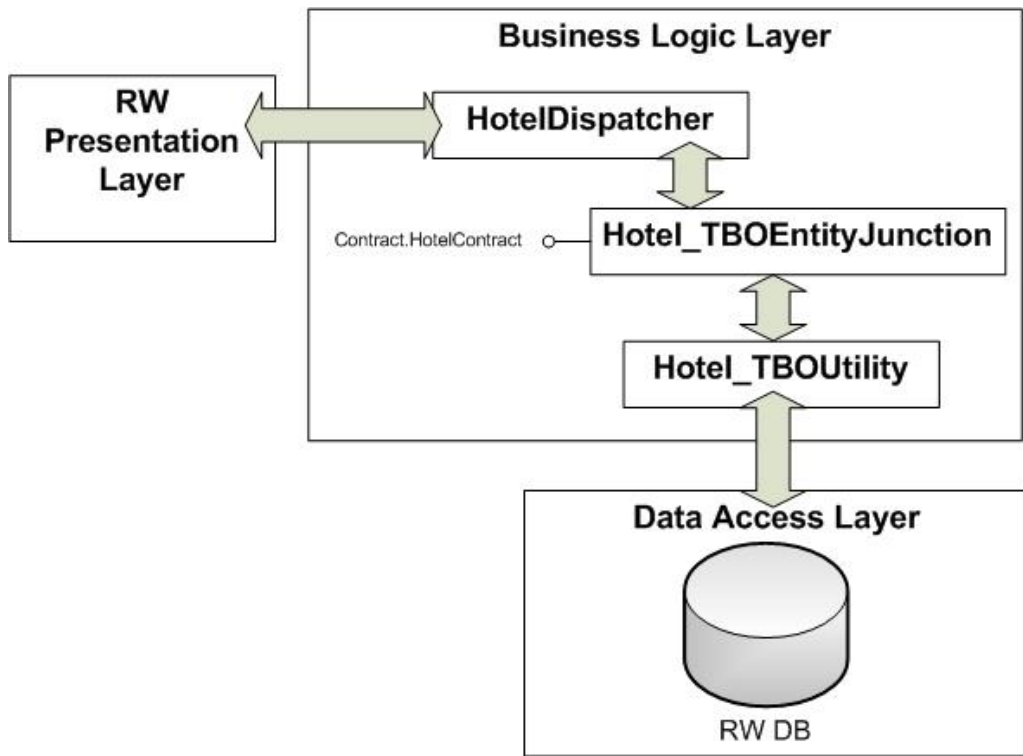 Business Logic Layer
RW
Presentation
Layer
HotelDispatcher
Contract.HotelContract
Hotel_TBOEntityJunction
Hotel_TBOUtility
Data Access Layer
RW DB